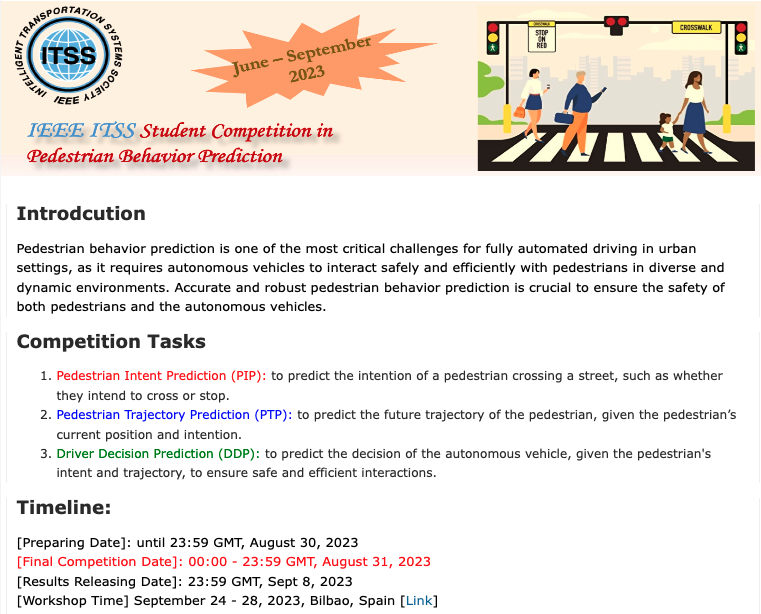 INTELLIGENT TRANSPORTATION SYSTEMS SOCIETY
ITSS
IEEE
June – September
2023
CROSSWALK
STOP
ON
RED
CROSSWALK
IEEE ITSS Student Competition in
Pedestrian Behavior Prediction
Introdcution
Pedestrian behavior prediction is one of the most critical challenges for fully automated driving in urban
settings, as it requires autonomous vehicles to interact safely and efficiently with pedestrians in diverse and
dynamic environments. Accurate and robust pedestrian behavior prediction is crucial to ensure the safety of
both pedestrians and the autonomous vehicles.
Competition Tasks
1. Pedestrian Intent Prediction (PIP): to predict the intention of a pedestrian crossing a street, such as whether
they intend to cross or stop.
2. Pedestrian Trajectory Prediction (PTP): to predict the future trajectory of the pedestrian, given the pedestrian’s
current position and intention.
3. Driver Decision Prediction (DDP): to predict the decision of the autonomous vehicle, given the pedestrian's
intent and trajectory, to ensure safe and efficient interactions.
Timeline:
[Preparing Date]: until 23:59 GMT, August 30, 2023
[Final Competition Date]: 00:00 - 23:59 GMT, August 31, 2023
[Results Releasing Date]: 23:59 GMT, Sept 8, 2023
[Workshop Time] September 24 - 28, 2023, Bilbao, Spain [Link]